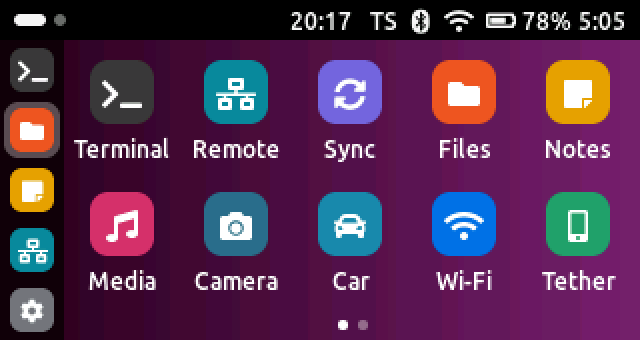 20:17 TS 78% 5:05
Terminal Remote Sync Files Notes
Media Camera Car Wi-Fi Tether